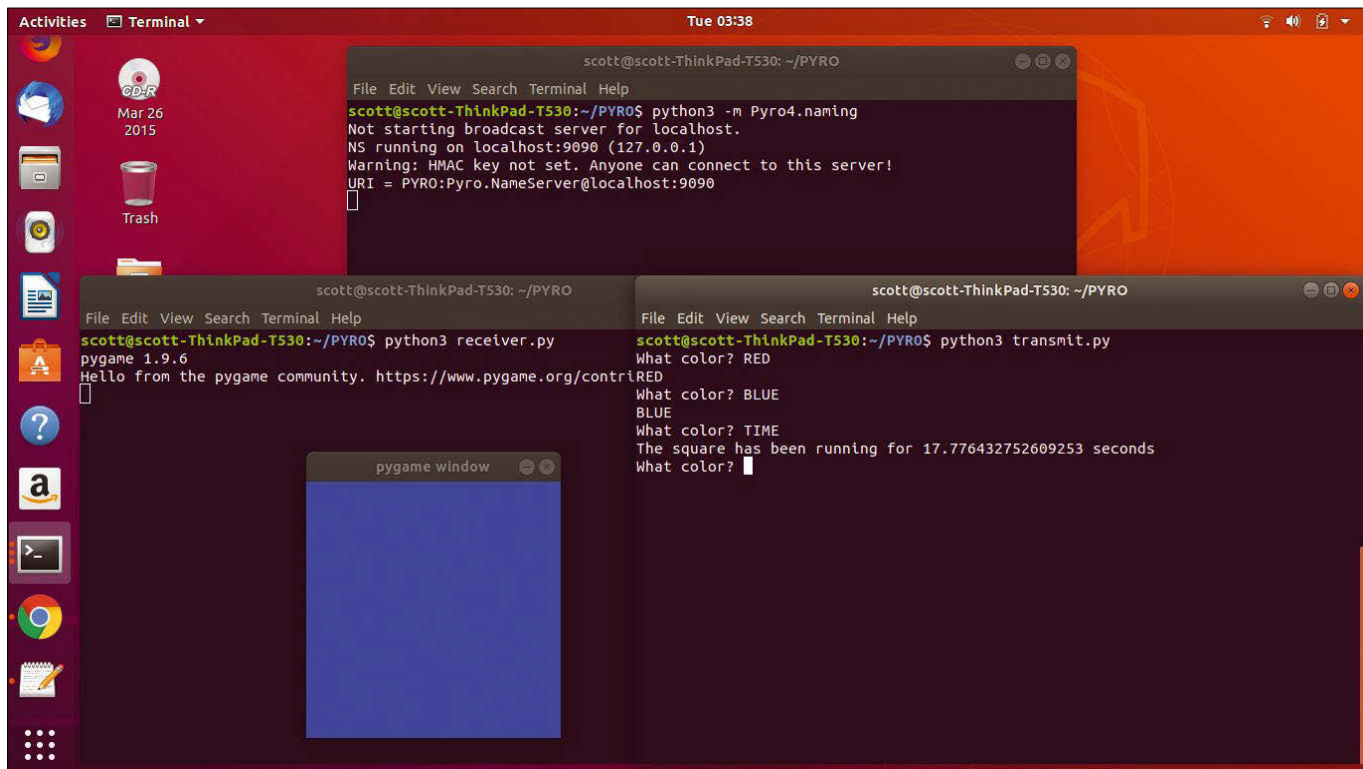 Activities Terminal Tue 03:38
CD-R
Mar 26
2015
Trash
scott@scott-ThinkPad-T530: ~/PYRO
File Edit View Search Terminal Help
scott@scott-ThinkPad-T530:~/PYRO$ python3 -m Pyro4.naming
Not starting broadcast server for localhost.
NS running on localhost:9090 (127.0.0.1)
Warning: HMAC key not set. Anyone can connect to this server!
URI = PYRO:Pyro.NameServer@localhost:9090
scott@scott-ThinkPad-T530: ~/PYRO
File Edit View Search Terminal Help
scott@scott-ThinkPad-T530:~/PYRO$ python3 receiver.py
pygame 1.9.6
Hello from the pygame community. https://www.pygame.org/contri
pygame window
scott@scott-ThinkPad-T530: ~/PYRO
File Edit View Search Terminal Help
scott@scott-ThinkPad-T530:~/PYRO$ python3 transmit.py
What color? RED
RED
What color? BLUE
BLUE
What color? TIME
The square has been running for 17.776432752609253 seconds
What color?